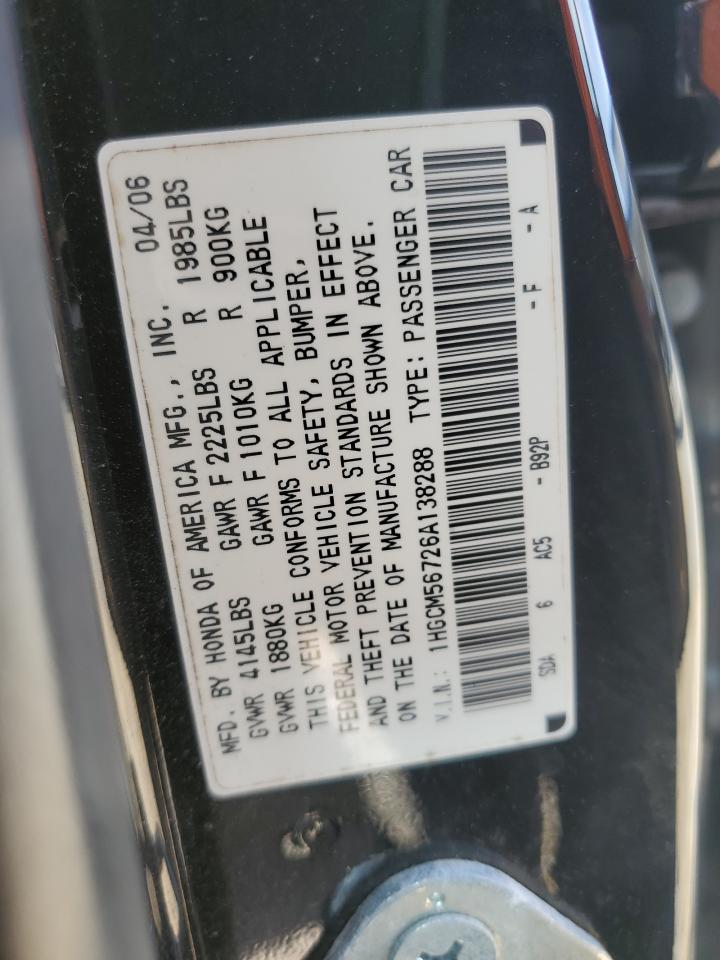 MFD. BY HONDA OF AMERICA MFG., INC. 04/06
GVWR 4145LBS GAWR F 2225LBS R 1985LBS
GVWR 1880KG GAWR F 1010KG R 900KG
THIS VEHICLE CONFORMS TO ALL APPLICABLE
FEDERAL MOTOR VEHICLE SAFETY, BUMPER,
AND THEFT PREVENTION STANDARDS IN EFFECT
ON THE DATE OF MANUFACTURE SHOWN ABOVE.
V.I.N.: 1HGCM56726A138288 TYPE: PASSENGER CAR
SDA 6 AC5 - B92P - F - A